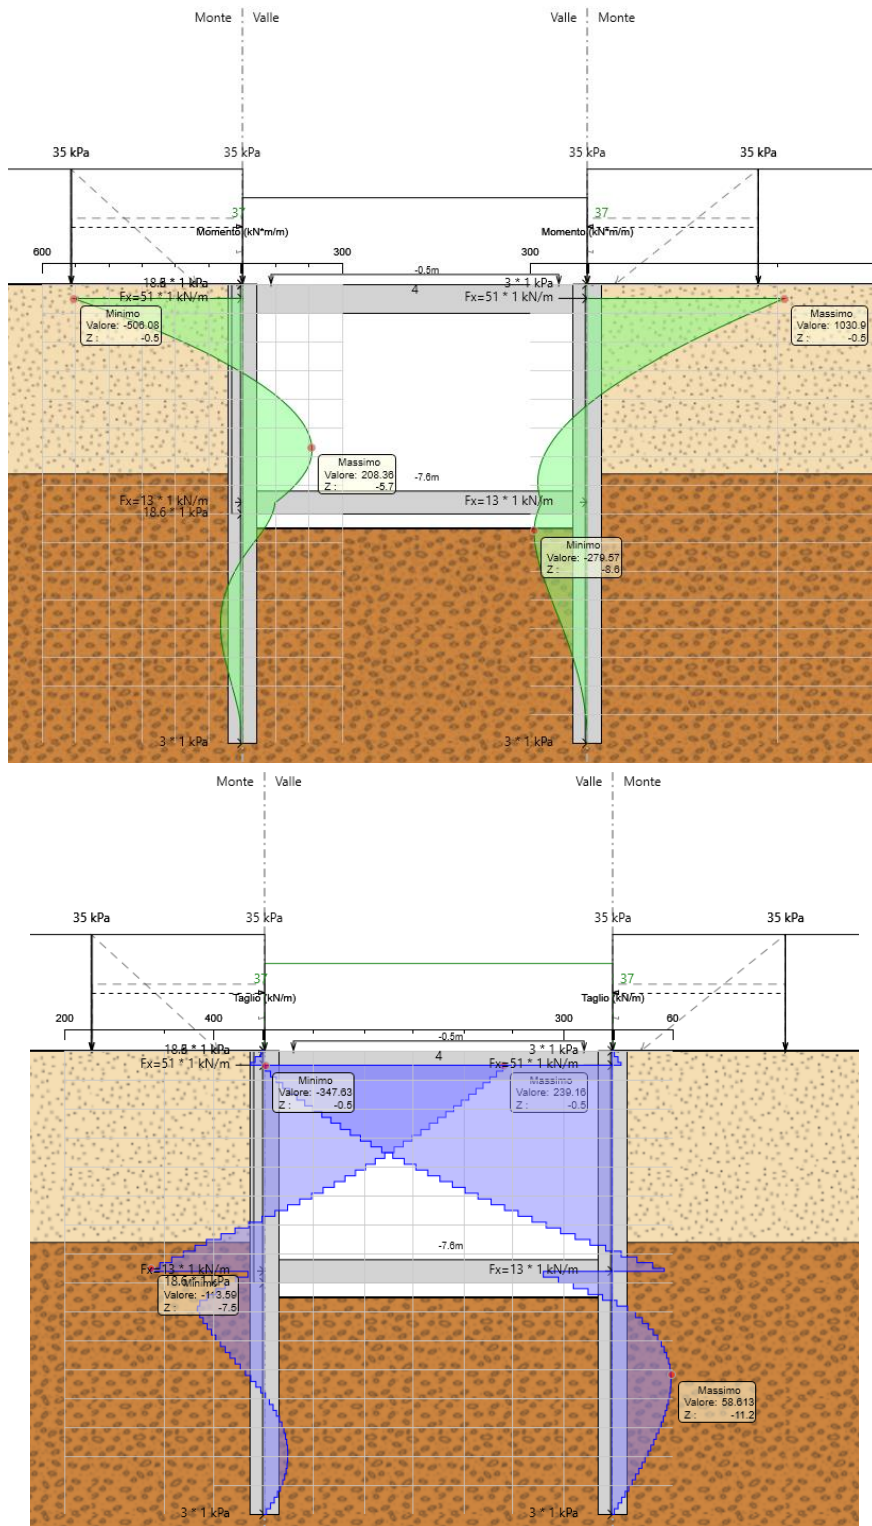 Monte Valle Valle Monte
35 kPa 35 kPa 35 kPa 35 kPa
37 37
Momento (kN*m/m) Momento (kN*m/m)
600 300 300
-0.5m
* 1 kPa 3 * 1 kPa
4
Fx=51 * 1 kN/m Fx=51 * 1 kN/m
Minimo
Valore: -506.08
Z : -0.5
Massimo
Valore: 1030.9
Z : -0.5
Massimo
Valore: 208.36
Z : -5.7
-7.6m
Fx=13 * 1 kN/m Fx=13 * 1 kN/m
18.6 * 1 kPa
Minimo
Valore: -279.57
Z : -8.6
3 * 1 kPa 3 * 1 kPa
Monte Valle Valle Monte
35 kPa 35 kPa 35 kPa 35 kPa
37 37
Taglio (kN/m) Taglio (kN/m)
200 400 300 60
-0.5m
* 1 kPa 3 * 1 kPa
4
Fx=51 * 1 kN/m Fx=51 * 1 kN/m
Minimo
Valore: -347.63
Z : -0.5
Massimo
Valore: 239.16
Z : -0.5
-7.6m
Fx=13 * 1 kN/m Fx=13 * 1 kN/m
18.6 * 1 kPa
Minimo
Valore: -113.59
Z : -7.5
Massimo
Valore: 58.613
Z : -11.2
3 * 1 kPa 3 * 1 kPa